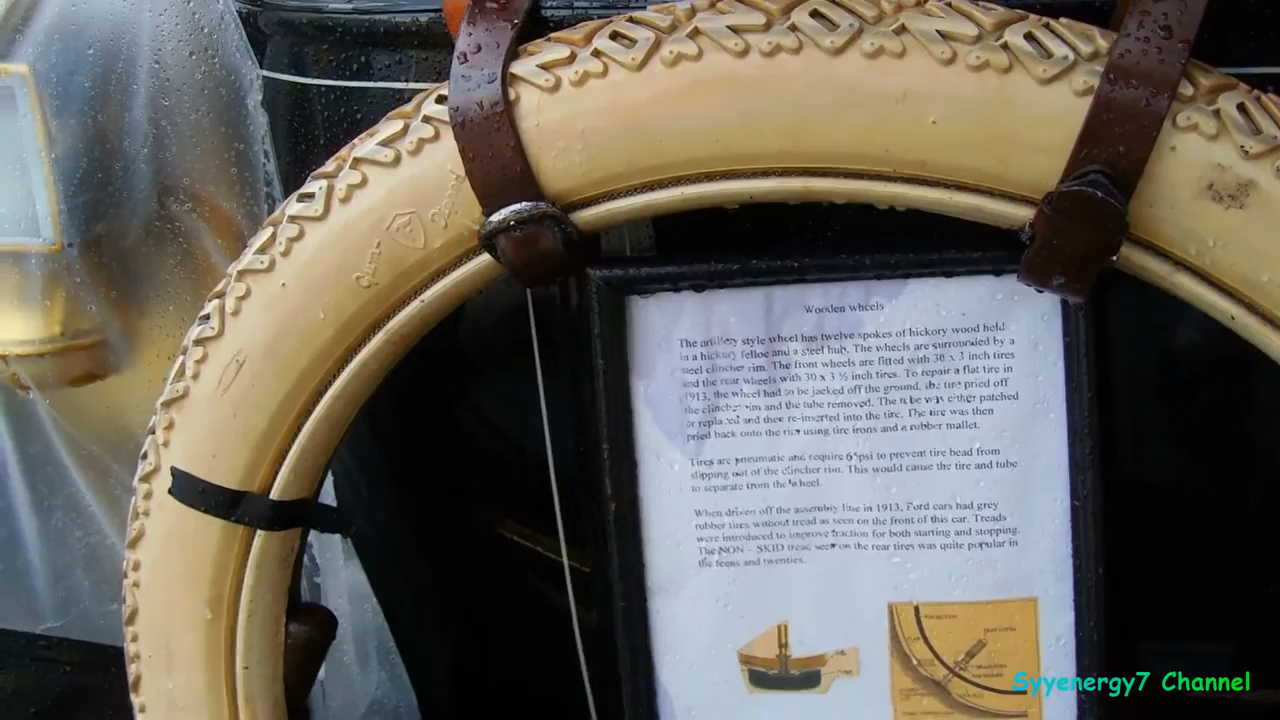 NON
NON
NO
Wooden wheels
The artillery style wheel has twelve spokes of hickory wood held
in a hickory felloe and a steel hub. The wheels are surrounded by a
steel clincher rim. The front wheels are fitted with 30 x 3 inch tires
and the rear wheels with 30 x 3 ½ inch tires. To repair a flat tire in
1913, the wheel had to be jacked off the ground, the tire pried off
the clincher rim and the tube removed. The tube was either patched
or replaced and then re-inserted into the tire. The tire was then
pried back onto the rim using tire irons and a rubber mallet.
Tires are pneumatic and require 65psi to prevent tire bead from
slipping out of the clincher rim. This would cause the tire and tube
to separate from the wheel.
When driven off the assembly line in 1913, Ford cars had grey
rubber tires without tread as seen on the front of this car. Treads
were introduced to improve traction for both starting and stopping.
The NON - SKID tread seen on the rear tires was quite popular in
the teens and twenties.
Syyenergy7 Channel